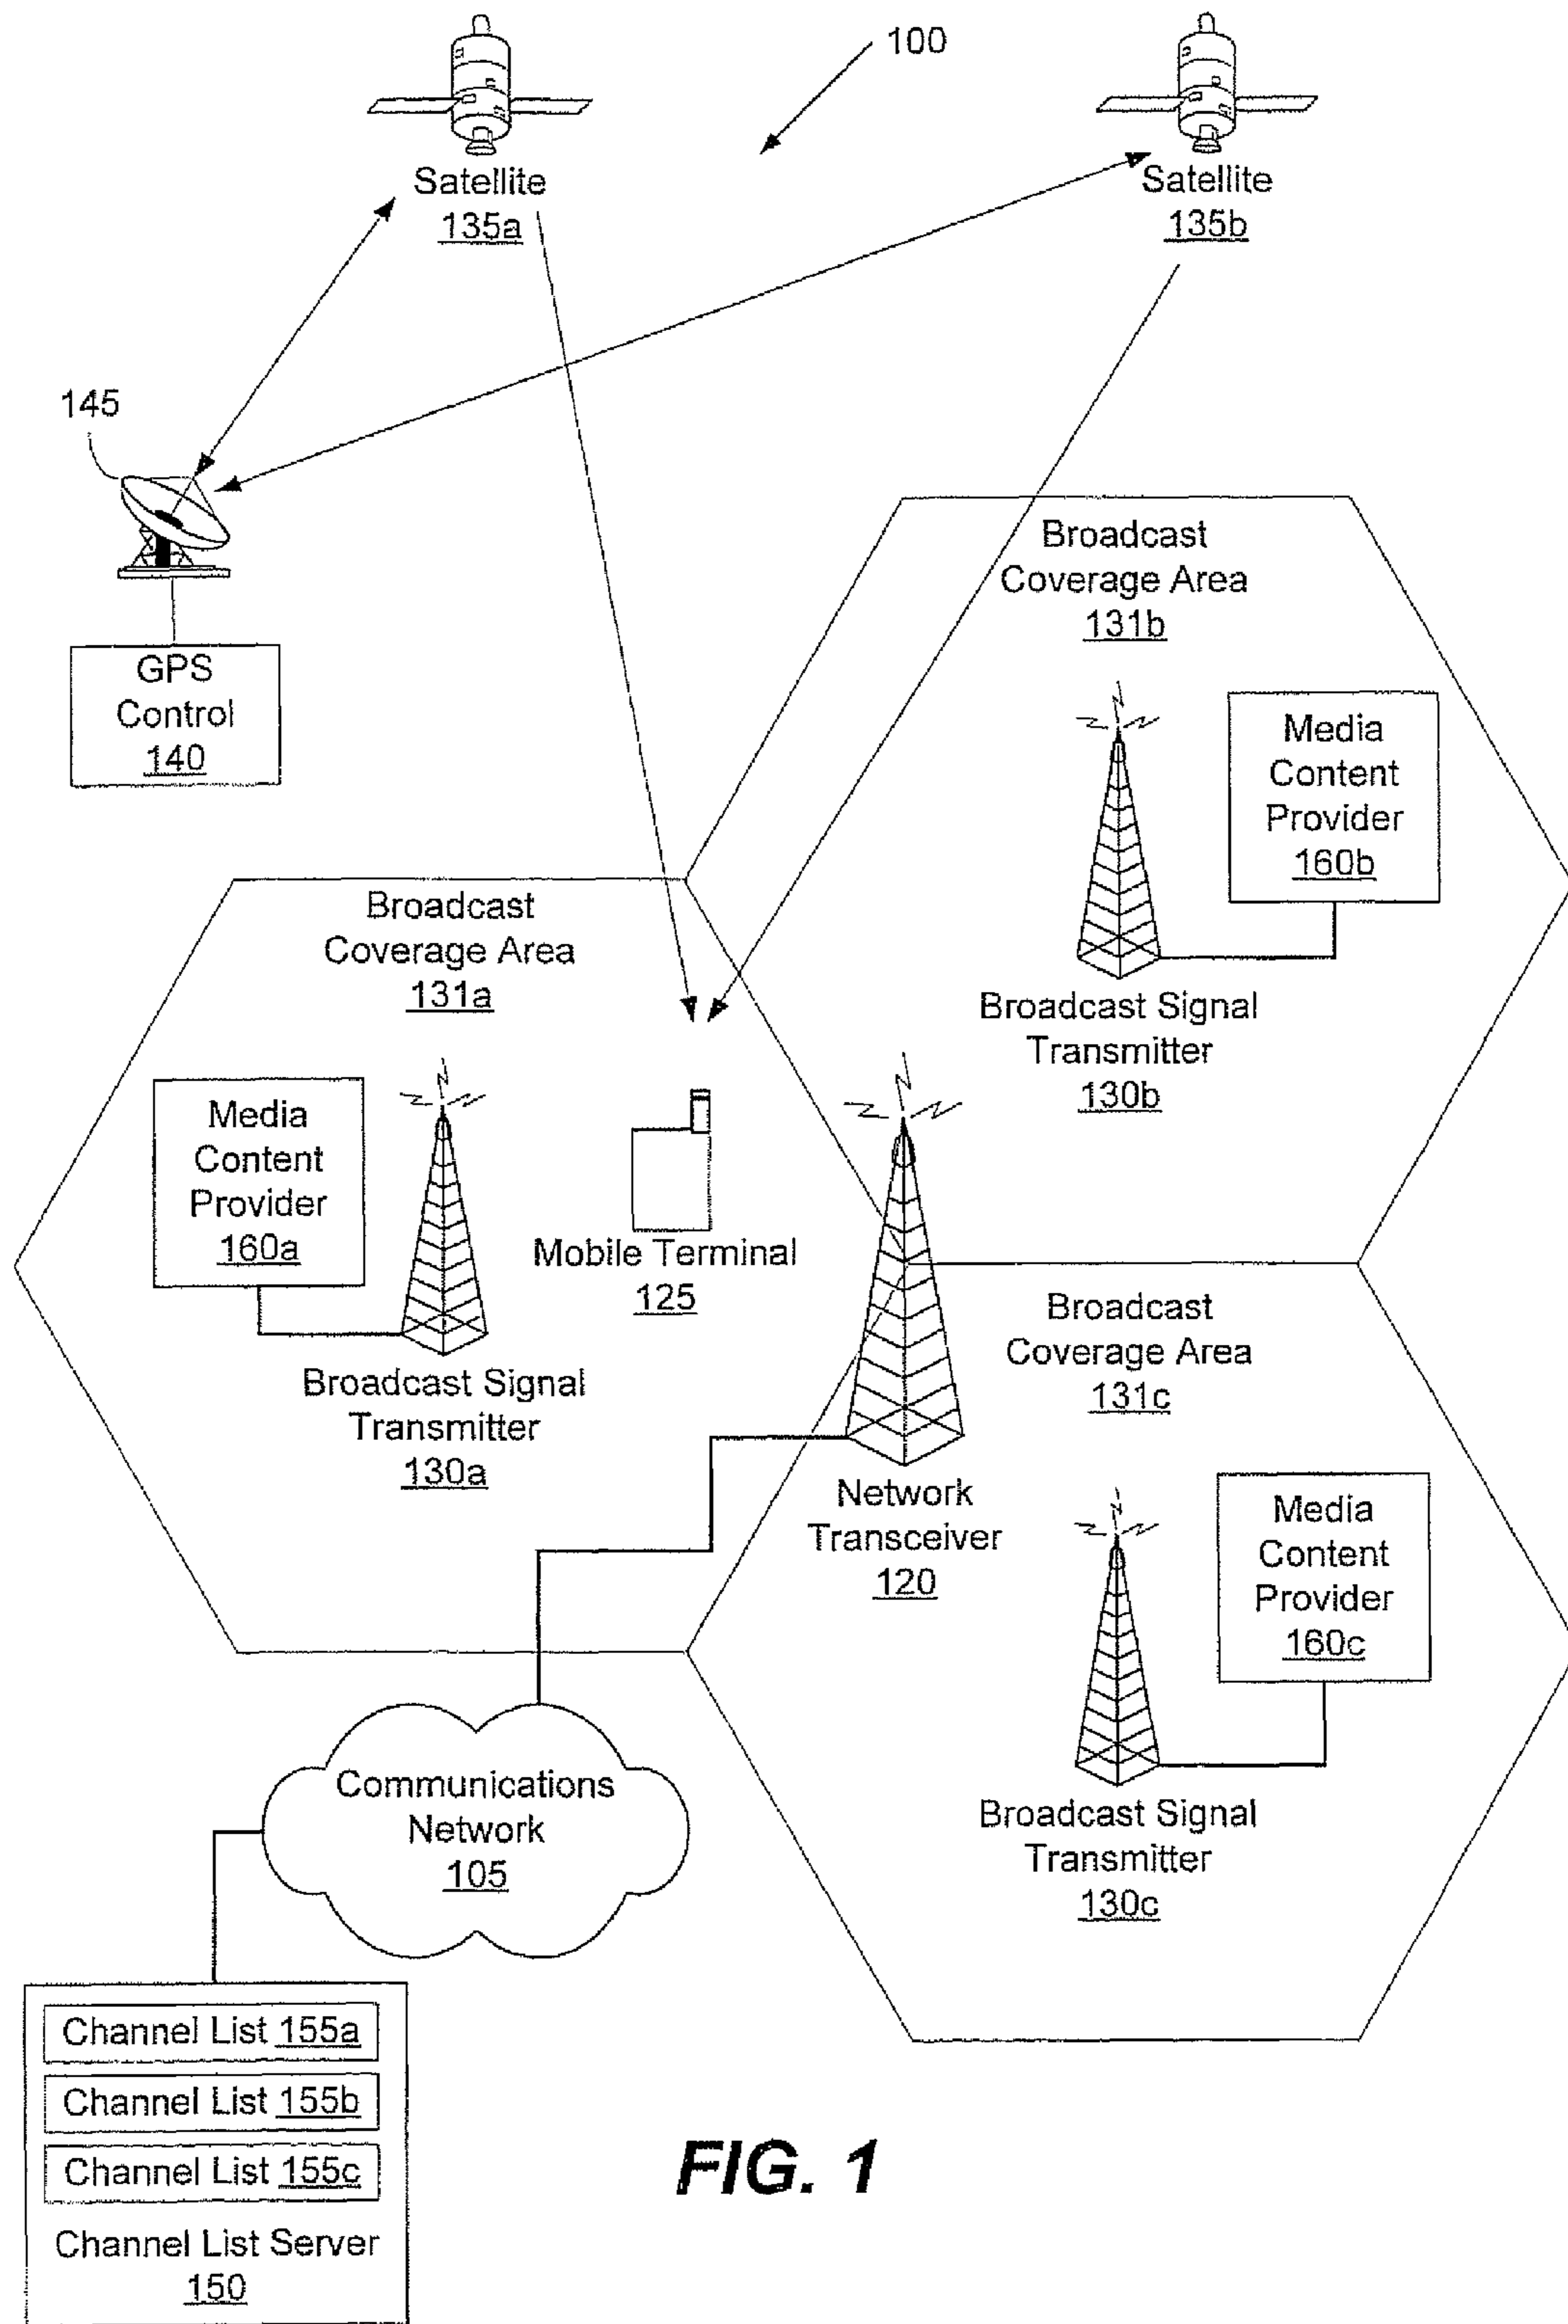 100
Satellite
135a
Satellite
135b
145
GPS
Control
140
Broadcast
Coverage Area
131b
Media
Content
Provider
160b
Broadcast Signal
Transmitter
130b
Broadcast
Coverage Area
131a
Media
Content
Provider
160a
Mobile Terminal
125
Broadcast Signal
Transmitter
130a
Network
Transceiver
120
Broadcast
Coverage Area
131c
Media
Content
Provider
160c
Broadcast Signal
Transmitter
130c
Communications
Network
105
Channel List 155a
Channel List 155b
Channel List 155c
Channel List Server
150
FIG. 1